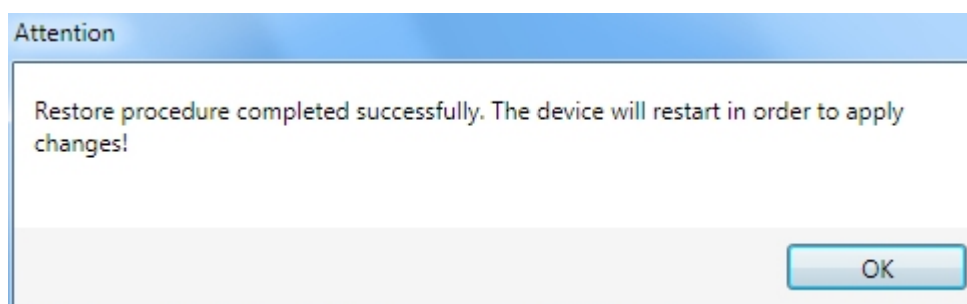 Attention
Restore procedure completed successfully. The device will restart in order to apply
changes!
OK